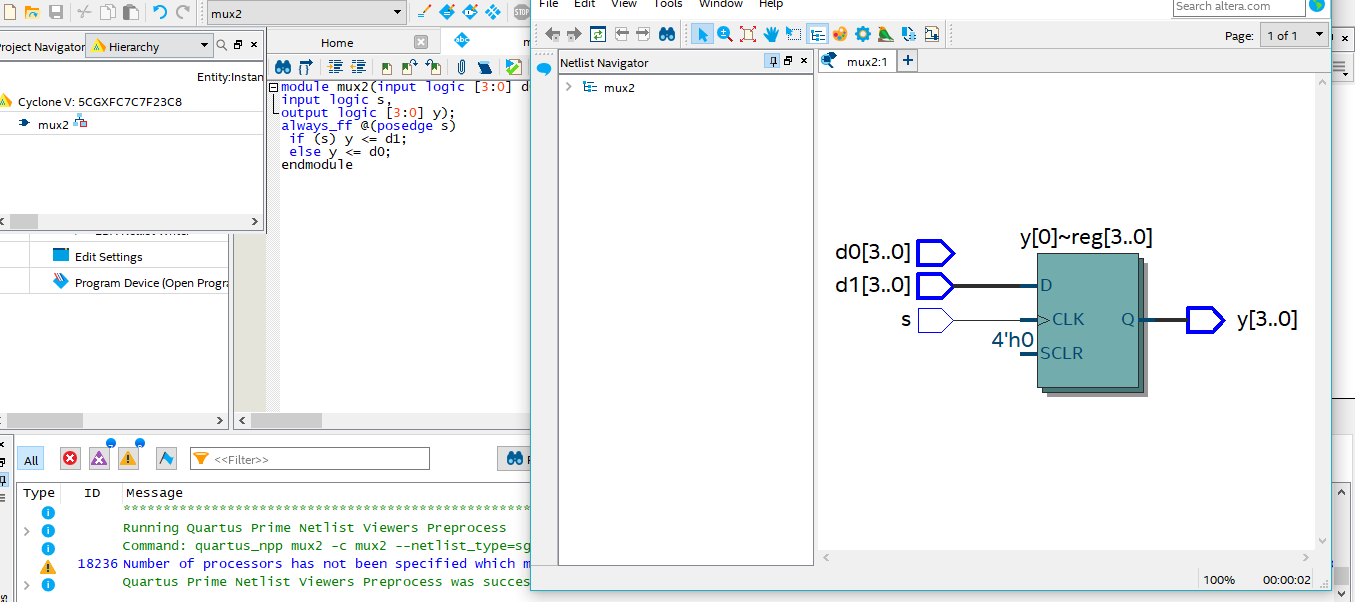 mux2
File Edit View Tools Window Help
Search altera.com
Project Navigator Hierarchy
Home
Page: 1 of 1
Netlist Navigator
mux2:1
Entity:Instan
mux2
Cyclone V: 5CGXFC7C7F23C8
mux2
module mux2(input logic [3:0] d
input logic s,
output logic [3:0] y);
always_ff @(posedge s)
if (s) y <= d1;
else y <= d0;
endmodule
Edit Settings
Program Device (Open Progra
y[0]~reg[3..0]
d0[3..0]
d1[3..0]
D
s
CLK
Q
y[3..0]
4'h0
SCLR
All
<<Filter>>
Type ID Message
Running Quartus Prime Netlist Viewers Preprocess
Command: quartus_npp mux2 -c mux2 --netlist_type=sg
18236 Number of processors has not been specified which m
Quartus Prime Netlist Viewers Preprocess was succes
100% 00:00:02